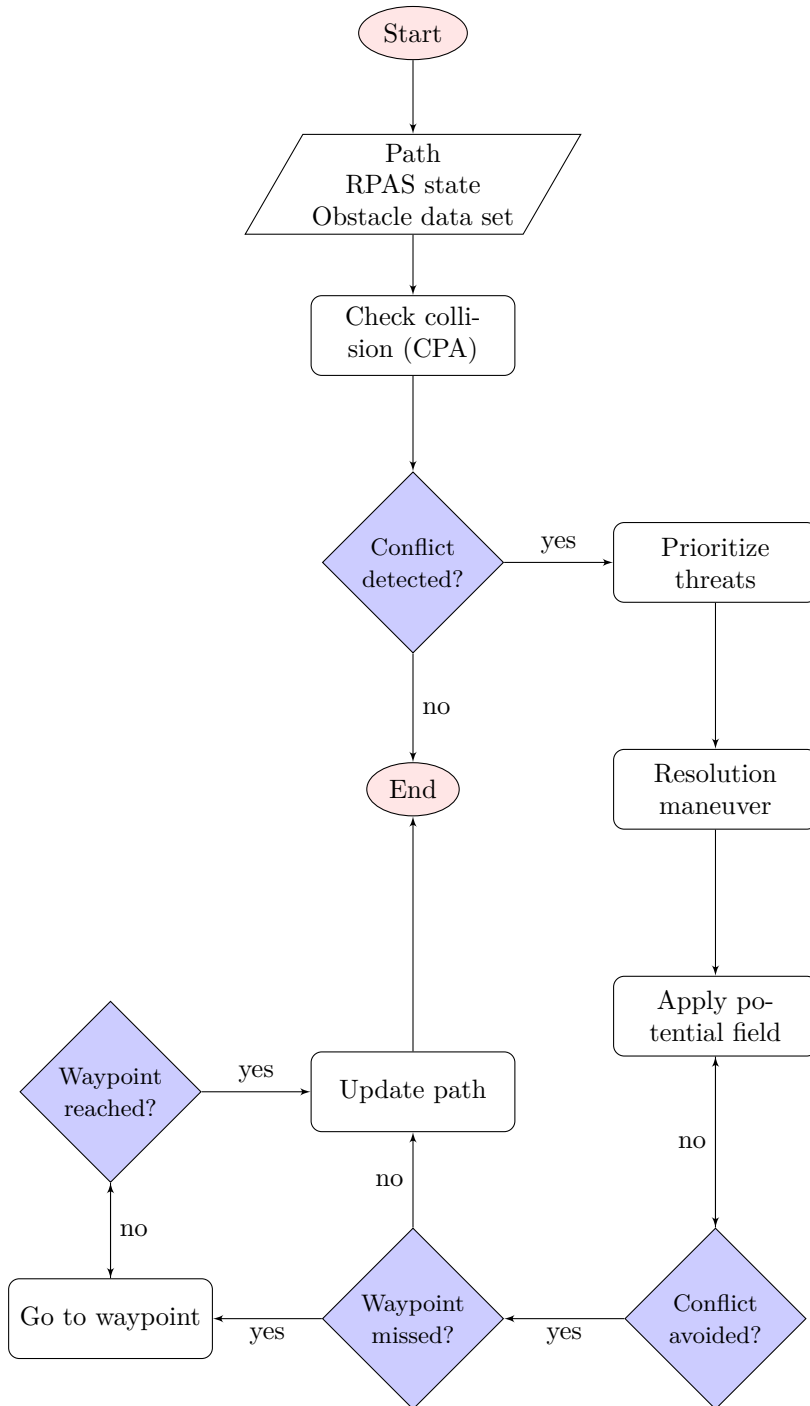 Start
Path
RPAS state
Obstacle data set
Check colli-
sion (CPA)
Conflict
detected?
yes
Prioritize
threats
no
End
Resolution
maneuver
Apply po-
tential field
Waypoint
reached?
yes
Update path
no
no
no
Go to waypoint
yes
Waypoint
missed?
yes
Conflict
avoided?